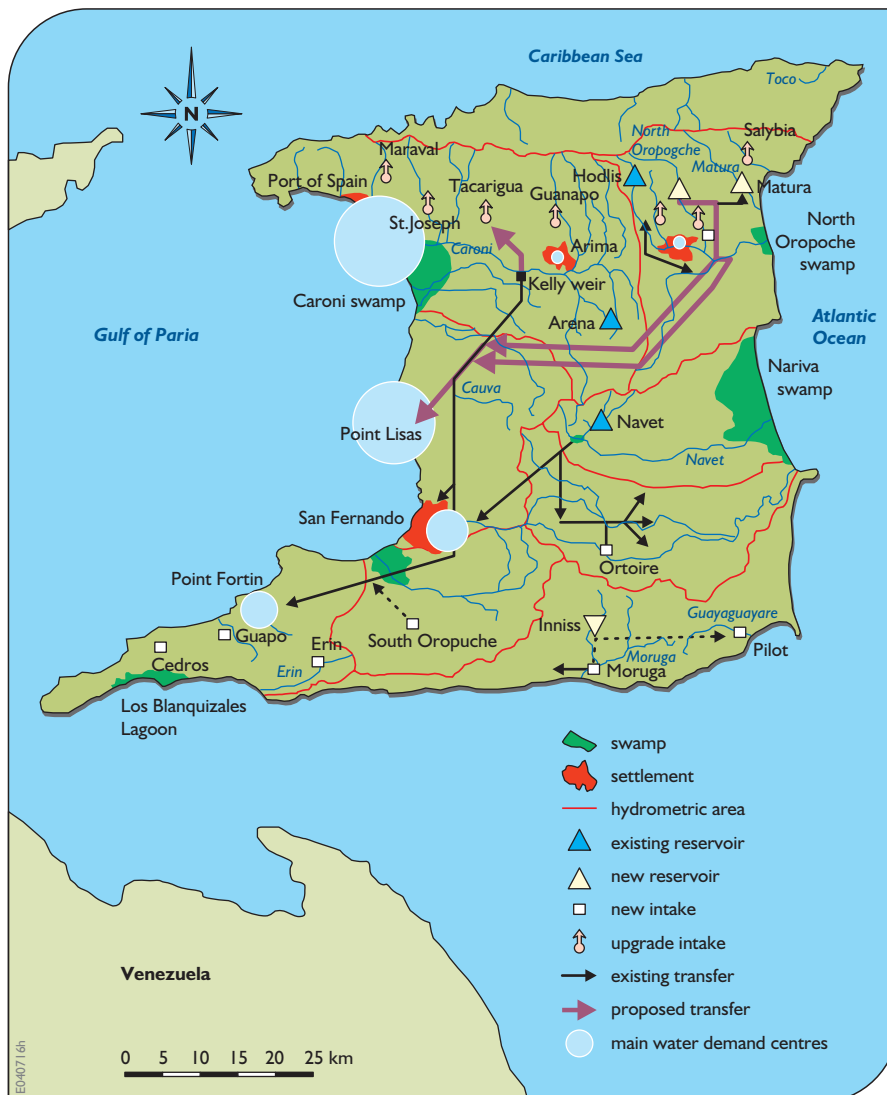 Caribbean Sea
Toco
N
North
Oropogche
Salybia
Maraval
Matura
Hodlis
Port of Spain
Tacarigua
Guanapo
Matura
St.Joseph
North
Oropoche
swamp
Caroni
Arima
Kelly weir
Caroni swamp
Arena
Atlantic
Ocean
Gulf of Paria
Nariva
swamp
Cauva
Navet
Point Lisas
Navet
San Fernando
Ortoire
Point Fortin
Guayaguayare
Inniss
Guapo
Erin
South Oropuche
Pilot
Cedros
Erin
Moruga
Moruga
Los Blanquizales
Lagoon
swamp
settlement
hydrometric area
existing reservoir
new reservoir
new intake
upgrade intake
Venezuela
existing transfer
proposed transfer
main water demand centres
0 5 10 15 20 25 km
E040716h